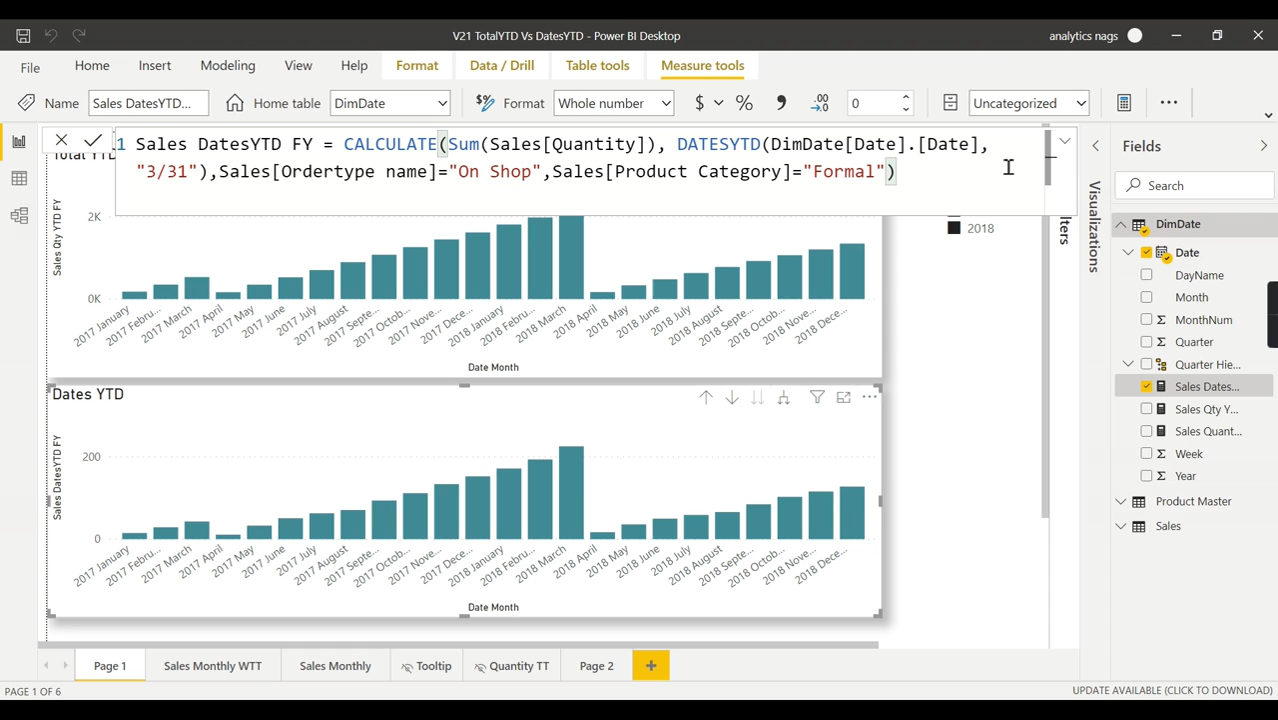 V21 TotalYTD Vs DatesYTD - Power BI Desktop
analytics nags
File Home Insert Modeling View Help Format Data / Drill Table tools Measure tools
Name Sales DatesYTD... Home table DimDate Format Whole number $ % 0 Uncategorized
1 Sales DatesYTD FY = CALCULATE(Sum(Sales[Quantity]), DATESYTD(DimDate[Date].[Date],
"3/31"),Sales[Ordertype name]="On Shop",Sales[Product Category]="Formal")
Sales Qty YTD FY
2K
0K
2017 January 2017 Febru... 2017 March 2017 April 2017 May 2017 June 2017 July 2017 August 2017 Septe... 2017 Octob... 2017 Nove... 2017 Dece... 2018 January 2018 Febru... 2018 March 2018 April 2018 May 2018 June 2018 July 2018 August 2018 Septe... 2018 Octob... 2018 Nove... 2018 Dece...
Date Month
2018
Dates YTD
Sales DatesYTD FY
200
0
2017 January 2017 Febru... 2017 March 2017 April 2017 May 2017 June 2017 July 2017 August 2017 Septe... 2017 Octob... 2017 Nove... 2017 Dece... 2018 January 2018 Febru... 2018 March 2018 April 2018 May 2018 June 2018 July 2018 August 2018 Septe... 2018 Octob... 2018 Nove... 2018 Dece...
Date Month
Visualizations
Fields
Search
DimDate
Date
DayName
Month
MonthNum
Quarter
Quarter Hie...
Sales Dates...
Sales Qty Y...
Sales Quant...
Week
Year
Product Master
Sales
Page 1 Sales Monthly WTT Sales Monthly Tooltip Quantity TT Page 2
PAGE 1 OF 6
UPDATE AVAILABLE (CLICK TO DOWNLOAD)